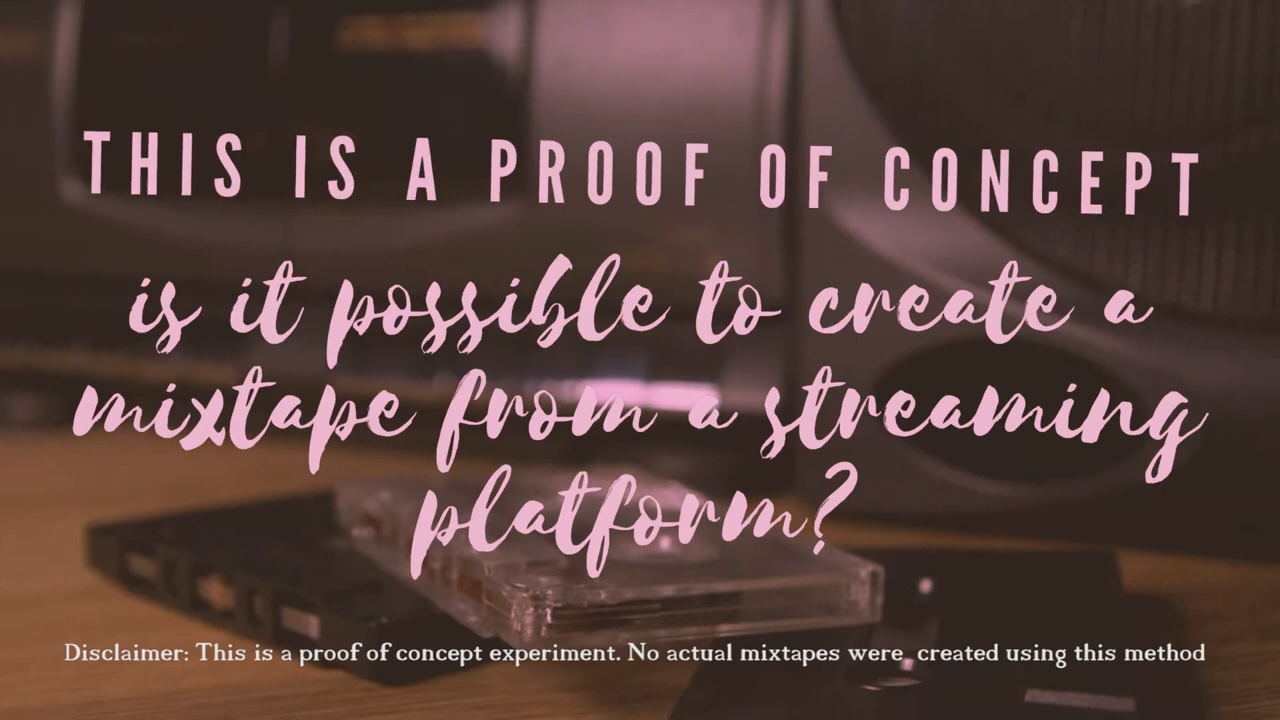 THIS IS A PROOF OF CONCEPT
is it possible to create a
mixtape from a streaming
platform?
Disclaimer: This is a proof of concept experiment. No actual mixtapes were created using this method